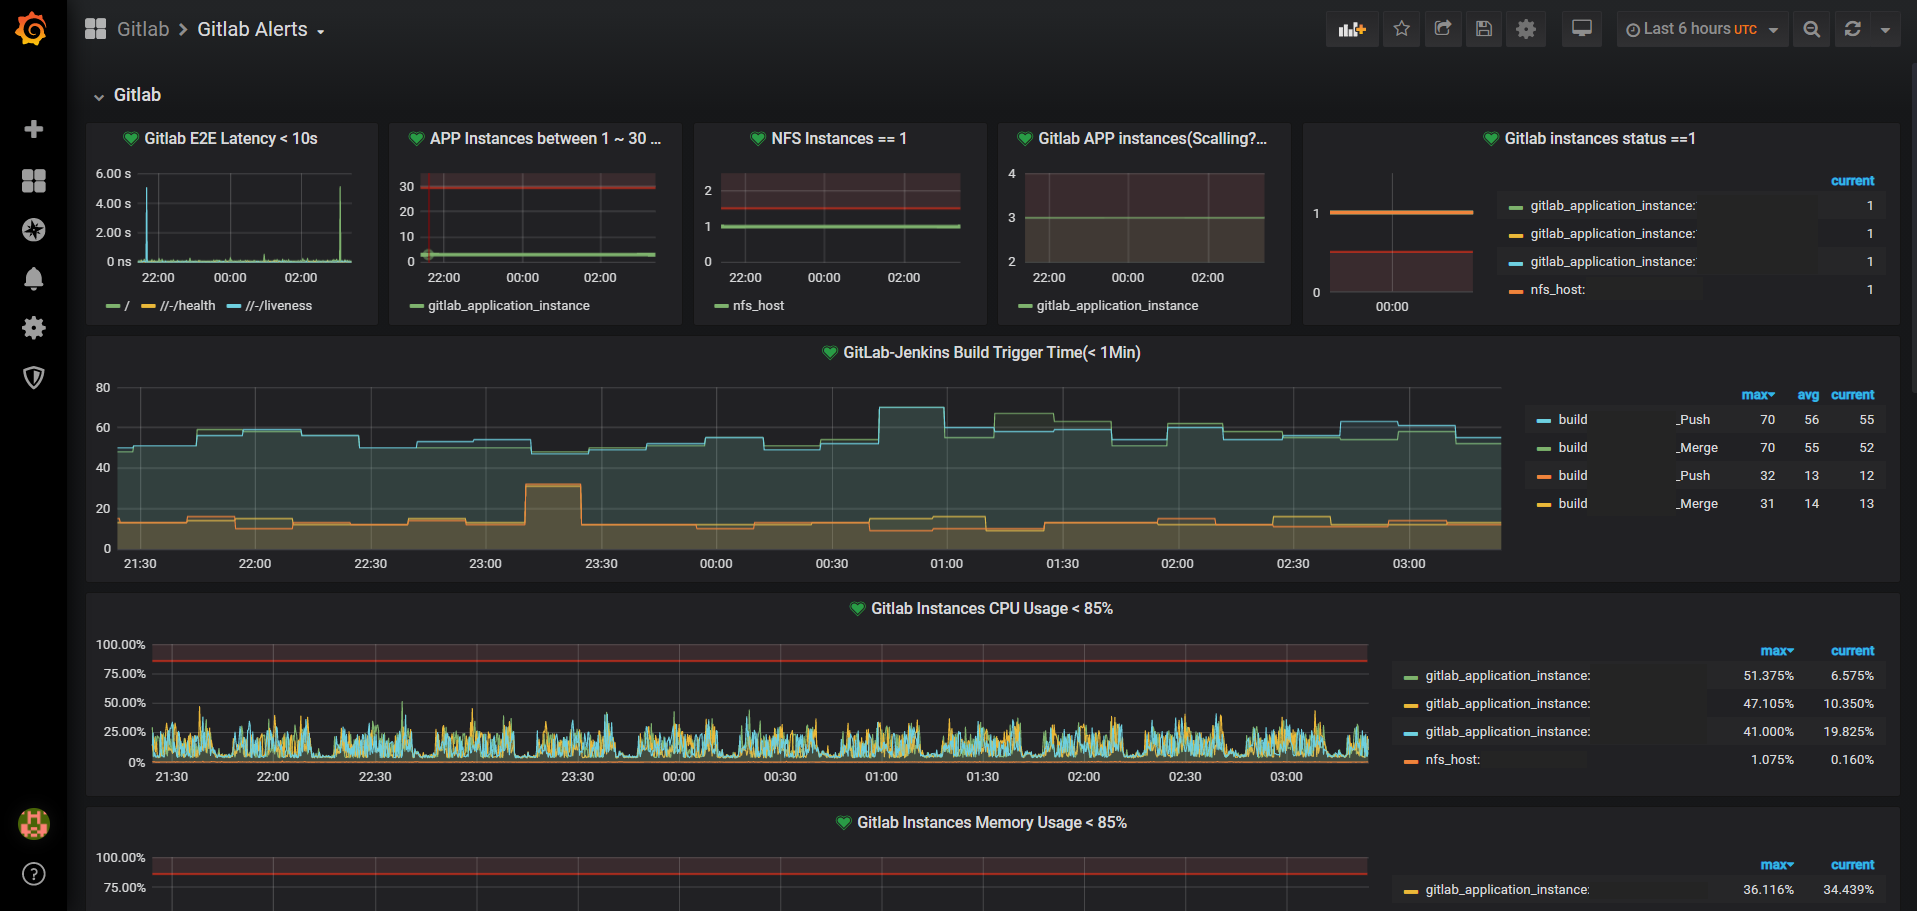 Gitlab > Gitlab Alerts
Last 6 hours UTC
Gitlab
Gitlab E2E Latency < 10s
6.00 s
4.00 s
2.00 s
0 ns
22:00 00:00 02:00
/ //-/health //-/liveness
APP Instances between 1 ~ 30 ...
30
20
10
0
22:00 00:00 02:00
gitlab_application_instance
NFS Instances == 1
2
1
0
22:00 00:00 02:00
nfs_host
Gitlab APP instances(Scalling?...
4
3
2
22:00 00:00 02:00
gitlab_application_instance
Gitlab instances status ==1
1
0
00:00
current
gitlab_application_instance: 1
gitlab_application_instance: 1
gitlab_application_instance: 1
nfs_host: 1
GitLab-Jenkins Build Trigger Time(< 1Min)
80
60
40
20
0
21:30 22:00 22:30 23:00 23:30 00:00 00:30 01:00 01:30 02:00 02:30 03:00
max avg current
build _Push 70 56 55
build _Merge 70 55 52
build _Push 32 13 12
build _Merge 31 14 13
Gitlab Instances CPU Usage < 85%
100.00%
75.00%
50.00%
25.00%
0%
21:30 22:00 22:30 23:00 23:30 00:00 00:30 01:00 01:30 02:00 02:30 03:00
max current
gitlab_application_instance: 51.375% 6.575%
gitlab_application_instance: 47.105% 10.350%
gitlab_application_instance: 41.000% 19.825%
nfs_host: 1.075% 0.160%
Gitlab Instances Memory Usage < 85%
100.00%
75.00%
max current
gitlab_application_instance: 36.116% 34.439%